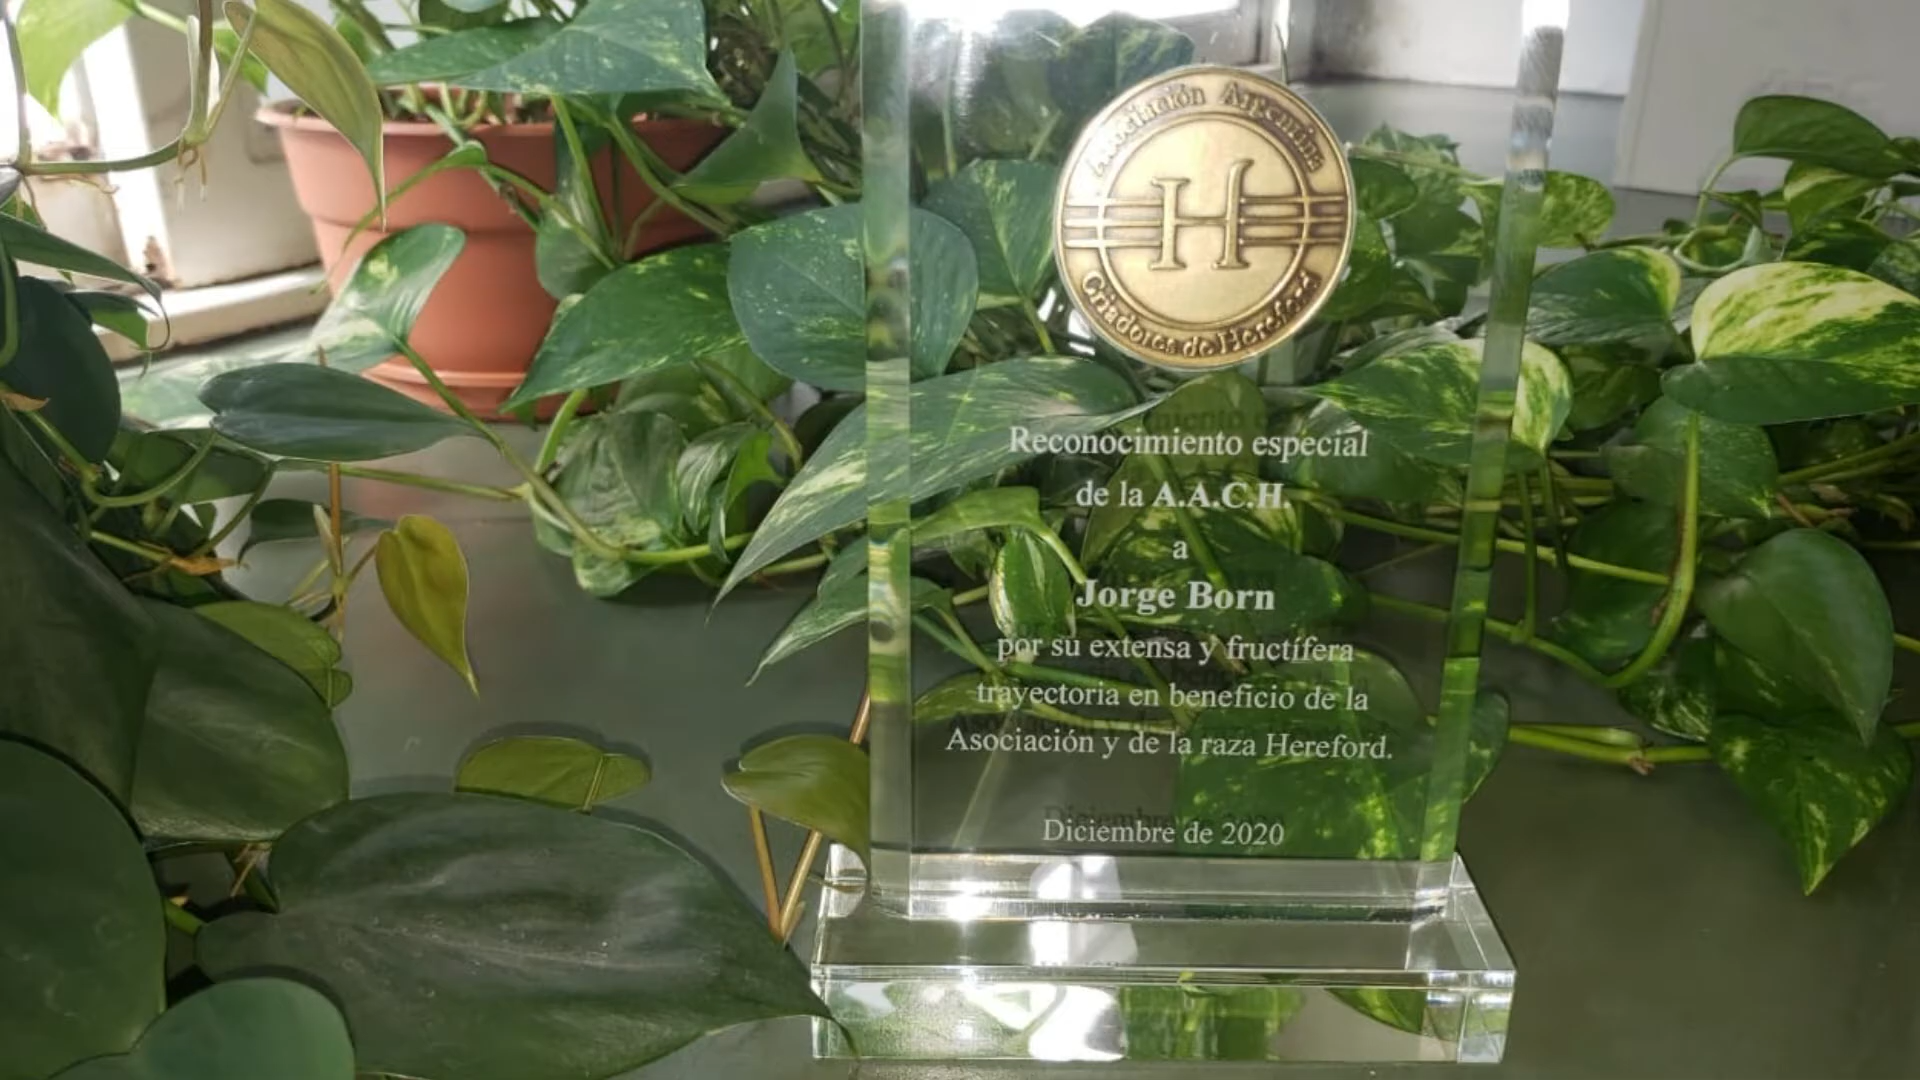 Asociación Argentina
H
Criadores de Hereford
Reconocimiento especial
de la A.A.C.H.
a
Jorge Born
por su extensa y fructífera
trayectoria en beneficio de la
Asociación y de la raza Hereford.
Diciembre de 2020